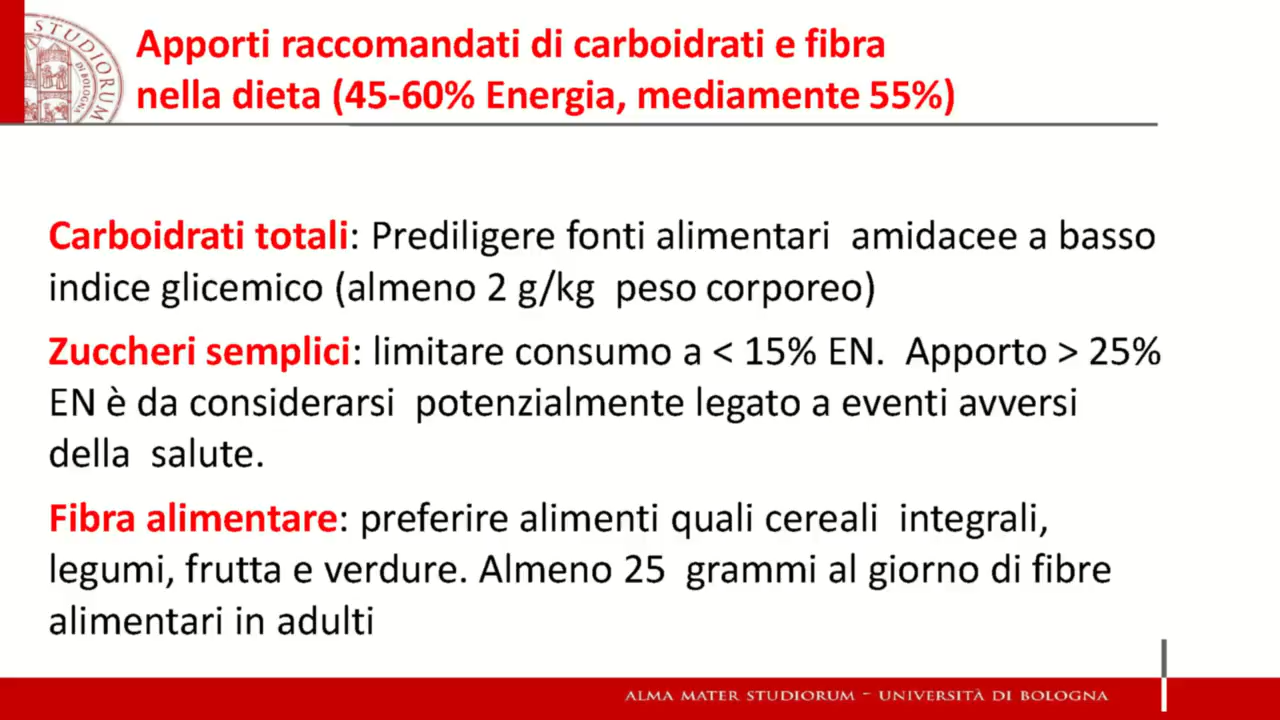 Apporti raccomandati di carboidrati e fibra
nella dieta (45-60% Energia, mediamente 55%)
Carboidrati totali: Prediligere fonti alimentari amidacee a basso
indice glicemico (almeno 2 g/kg peso corporeo)
Zuccheri semplici: limitare consumo a < 15% EN. Apporto > 25%
EN è da considerarsi potenzialmente legato a eventi avversi
della salute.
Fibra alimentare: preferire alimenti quali cereali integrali,
legumi, frutta e verdure. Almeno 25 grammi al giorno di fibre
alimentari in adulti
STUDIORUM
ALMA MATER STUDIORUM – UNIVERSITÀ DI BOLOGNA